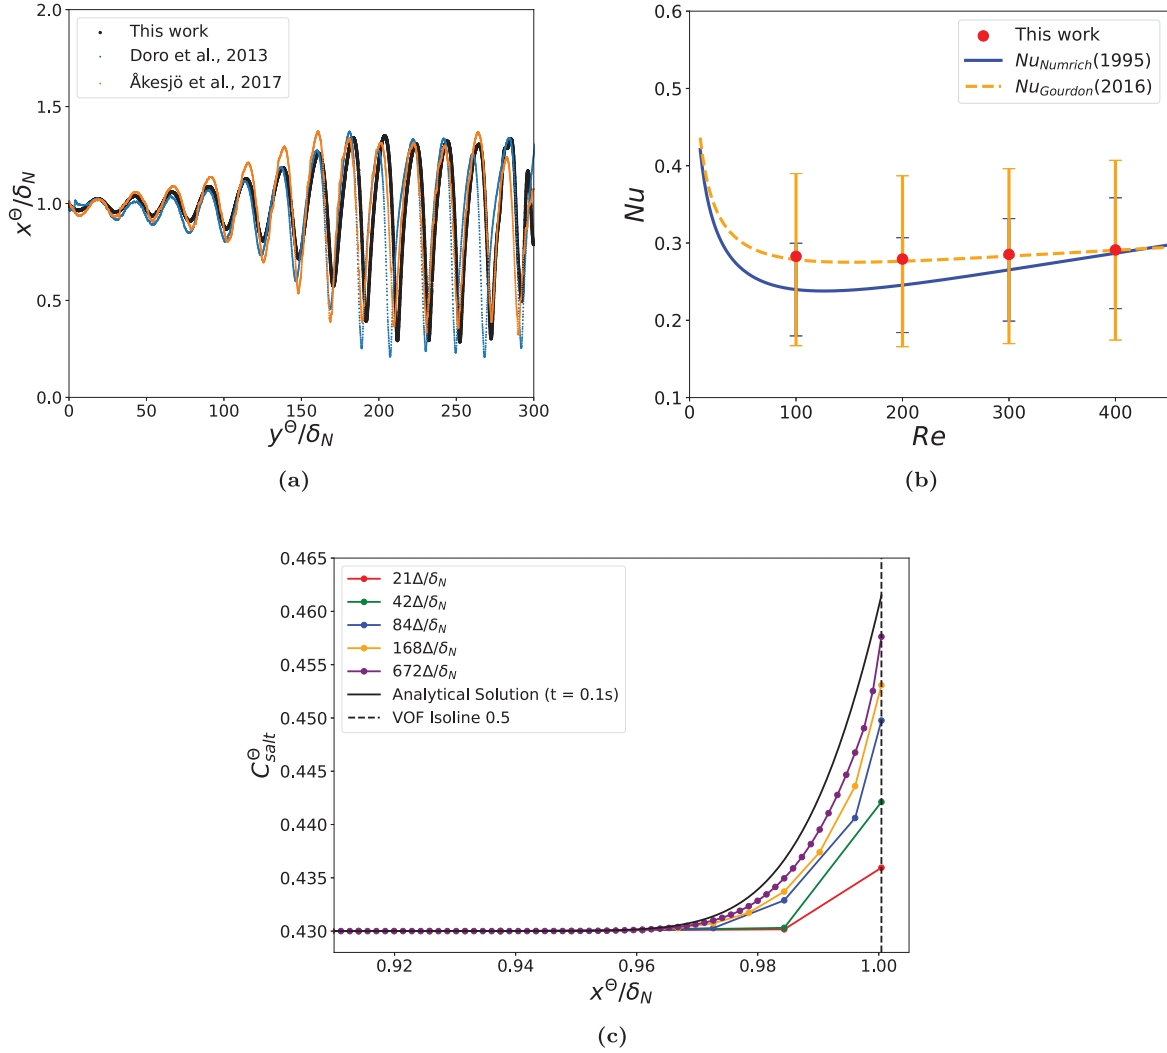 This work
Doro et al., 2013
Åkesjö et al., 2017
2.0
1.5
1.0
0.5
0.0
x^Θ/δ_N
0 50 100 150 200 250 300
y^Θ/δ_N
(a)
This work
Nu_Numrich(1995)
Nu_Gourdon(2016)
0.6
0.5
0.4
0.3
0.2
0.1
Nu
0 100 200 300 400
Re
(b)
21Δ/δ_N
42Δ/δ_N
84Δ/δ_N
168Δ/δ_N
672Δ/δ_N
Analytical Solution (t = 0.1s)
VOF Isoline 0.5
0.465
0.460
0.455
0.450
0.445
0.440
0.435
0.430
C^Θ_salt
0.92 0.94 0.96 0.98 1.00
x^Θ/δ_N
(c)